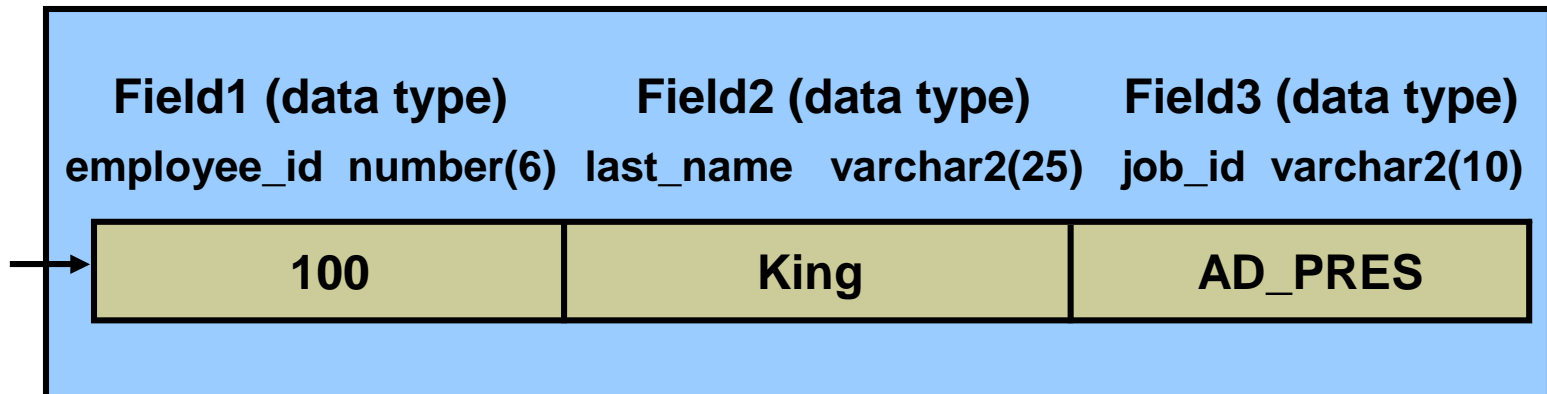 Field1 (data type) Field2 (data type) Field3 (data type)
employee_id number(6) last_name varchar2(25) job_id varchar2(10)
100 King AD_PRES